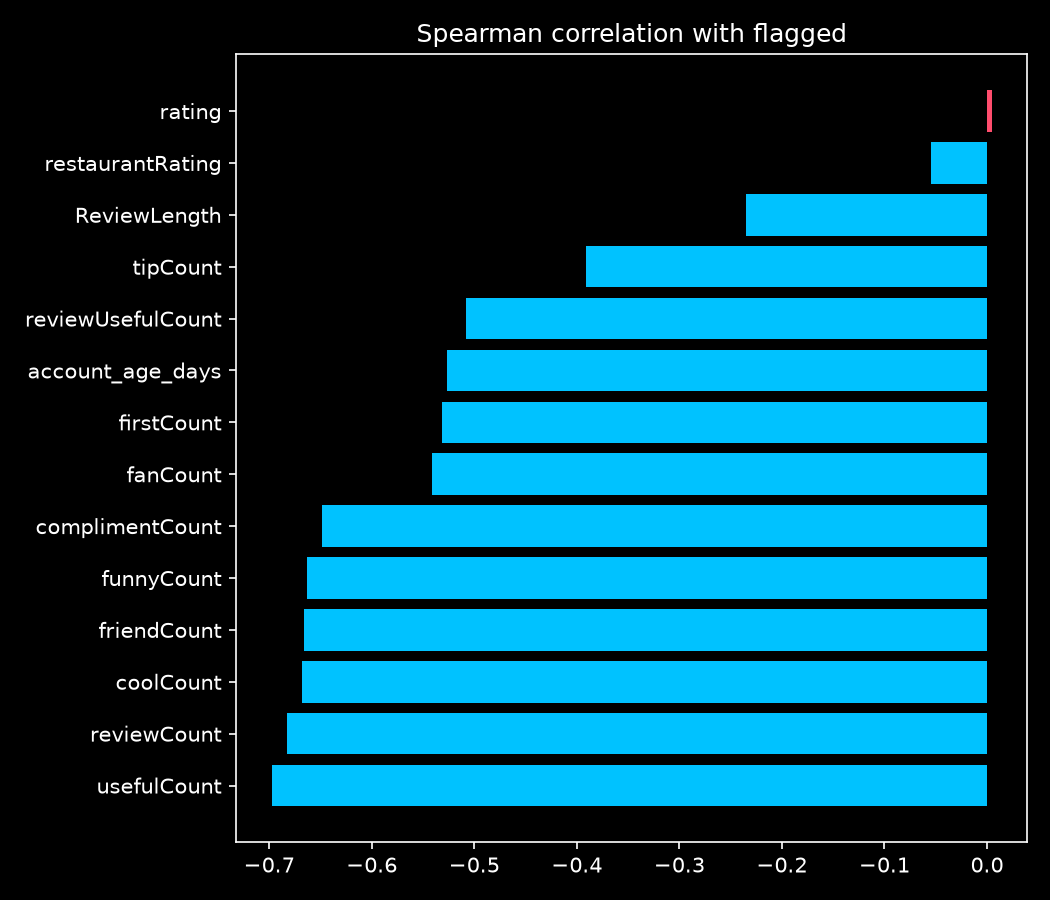 Spearman correlation with flagged
rating
restaurantRating
ReviewLength
tipCount
reviewUsefulCount
account_age_days
firstCount
fanCount
complimentCount
funnyCount
friendCount
coolCount
reviewCount
usefulCount
−0.7 −0.6 −0.5 −0.4 −0.3 −0.2 −0.1 0.0